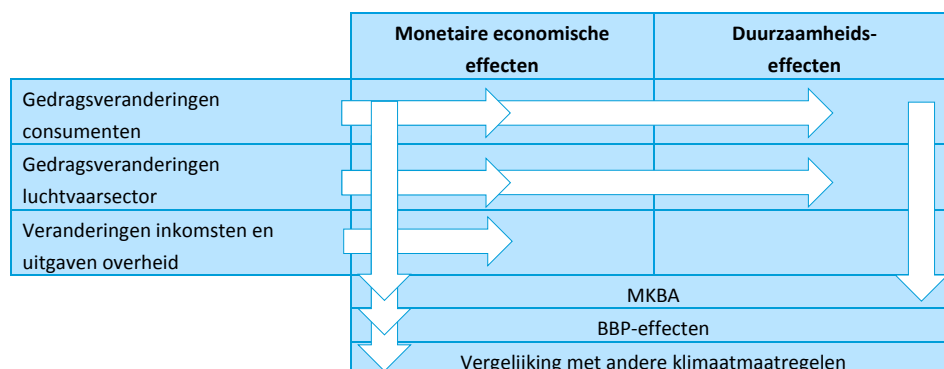 Monetaire economische
effecten
Duurzaamheids-
effecten
Gedragsveranderingen
consumenten
Gedragsveranderingen
luchtvaarsector
Veranderingen inkomsten en
uitgaven overheid
MKBA
BBP-effecten
Vergelijking met andere klimaatmaatregelen